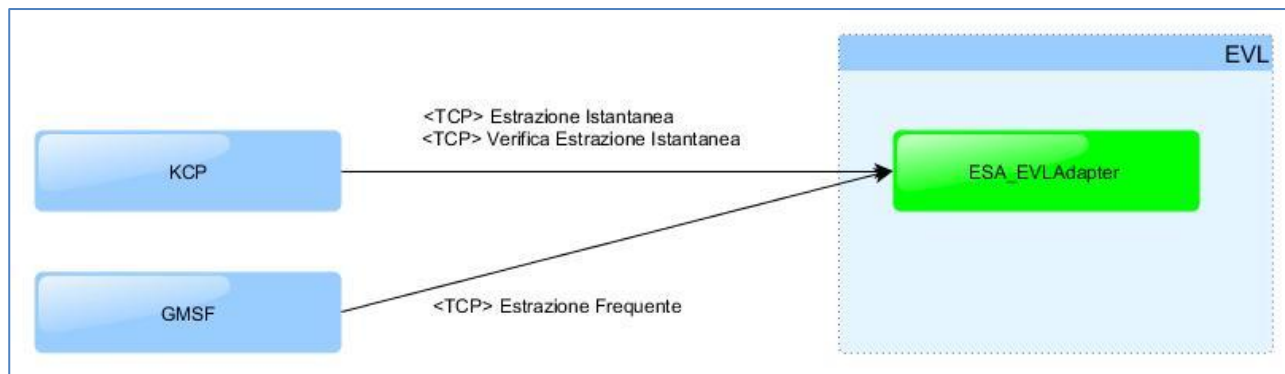 EVL
<TCP> Estrazione Istantanea
<TCP> Verifica Estrazione Istantanea
KCP
ESA_EVLAdapter
GMSF
<TCP> Estrazione Frequente